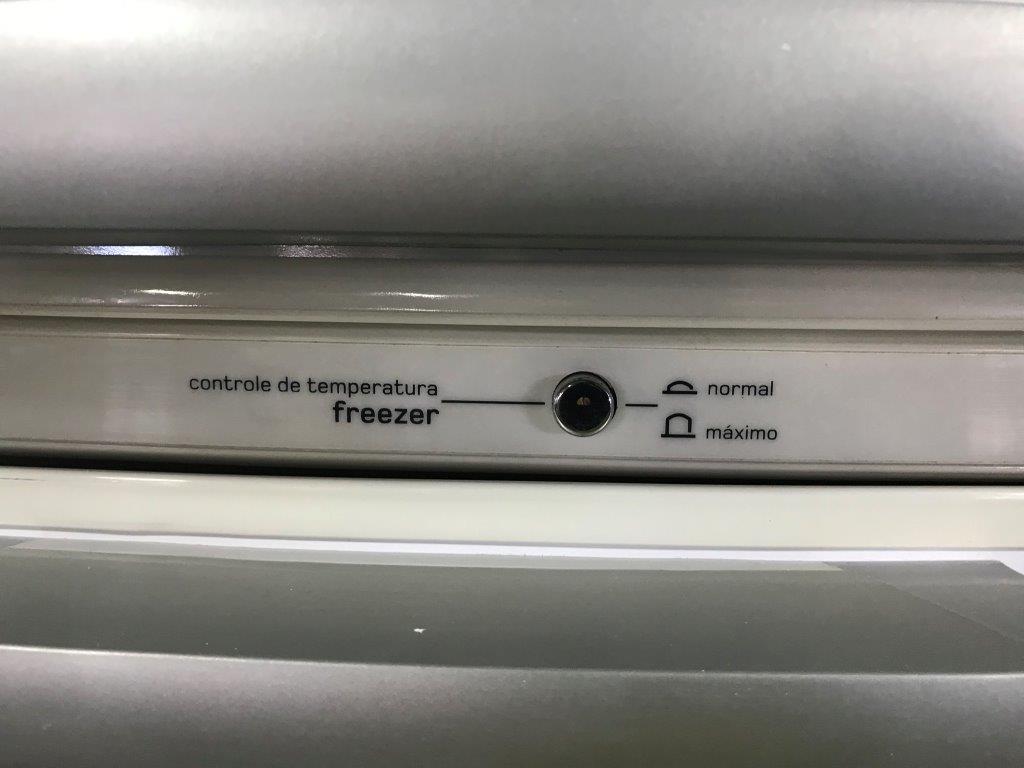 controle de temperatura
freezer
normal
máximo